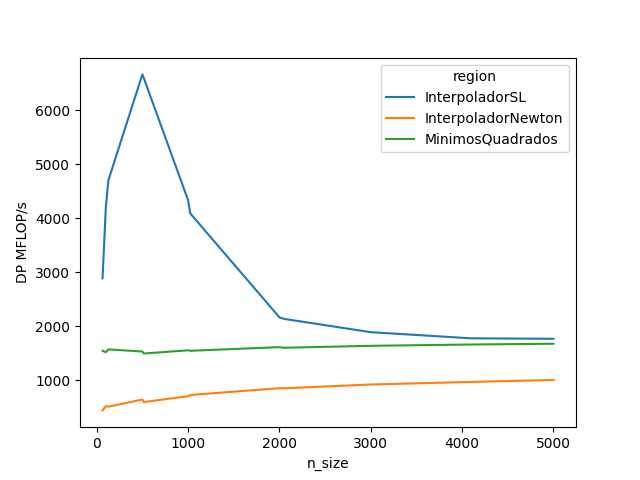 region
InterpoladorSL
InterpoladorNewton
MinimosQuadrados
6000
5000
4000
3000
2000
1000
DP MFLOP/s
0 1000 2000 3000 4000 5000
n_size